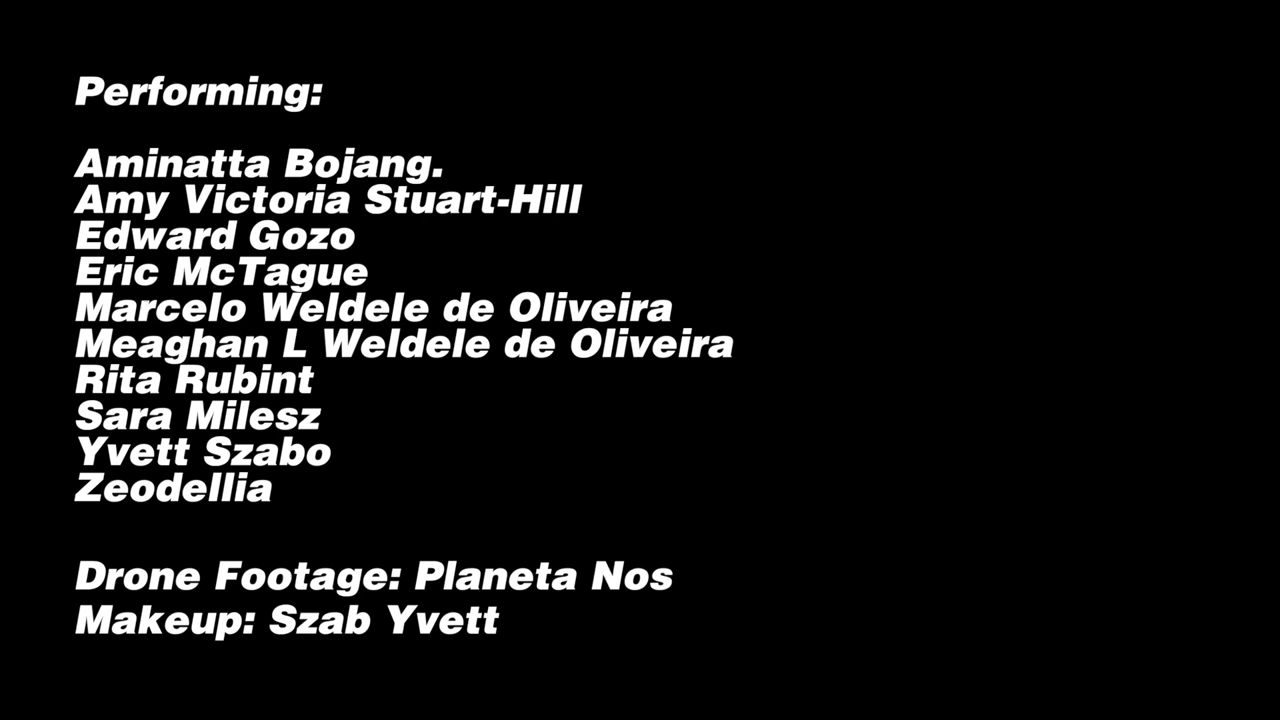 Performing:
Aminatta Bojang.
Amy Victoria Stuart-Hill
Edward Gozo
Eric McTague
Marcelo Weldele de Oliveira
Meaghan L Weldele de Oliveira
Rita Rubint
Sara Milesz
Yvett Szabo
Zeodellia
Drone Footage: Planeta Nos
Makeup: Szab Yvett